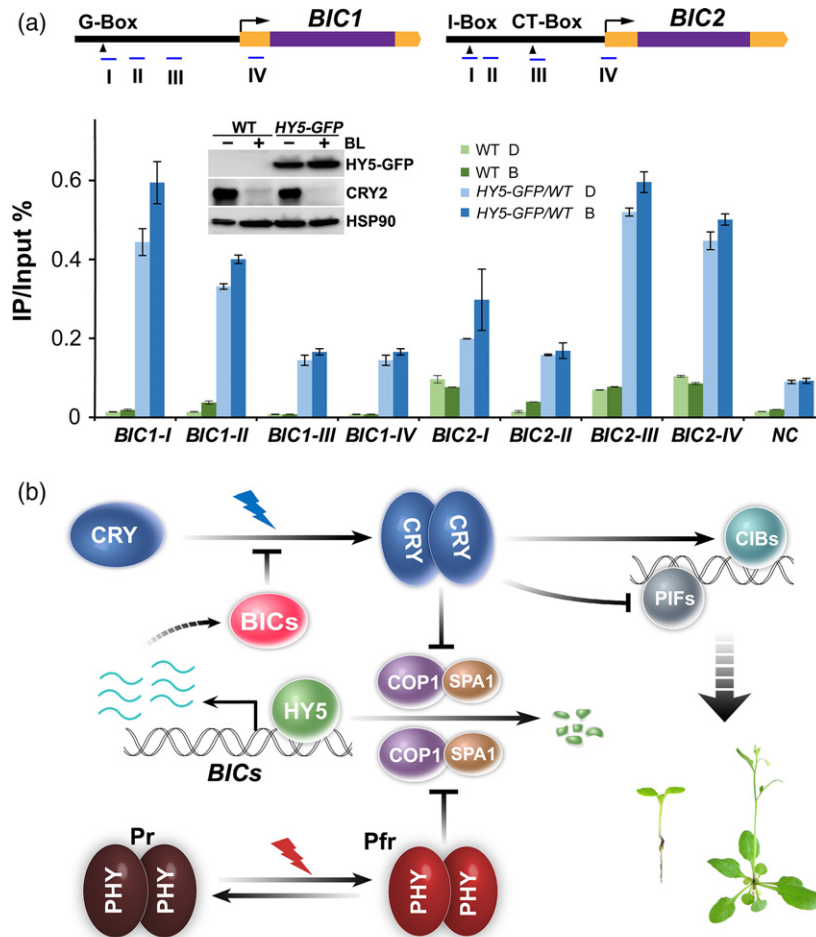 (a)
G-Box BIC1 I-Box CT-Box BIC2
I II III IV I II III IV
WT HY5-GFP
− + − + BL
HY5-GFP
CRY2
HSP90
WT D
WT B
HY5-GFP/WT D
HY5-GFP/WT B
IP/Input %
0.6
0.4
0.2
0
BIC1-I BIC1-II BIC1-III BIC1-IV BIC2-I BIC2-II BIC2-III BIC2-IV NC
(b)
CRY
CRY
CRY
CIBs
PIFs
BICs
COP1 SPA1
HY5
COP1 SPA1
BICs
Pr
Pfr
PHY PHY
PHY PHY